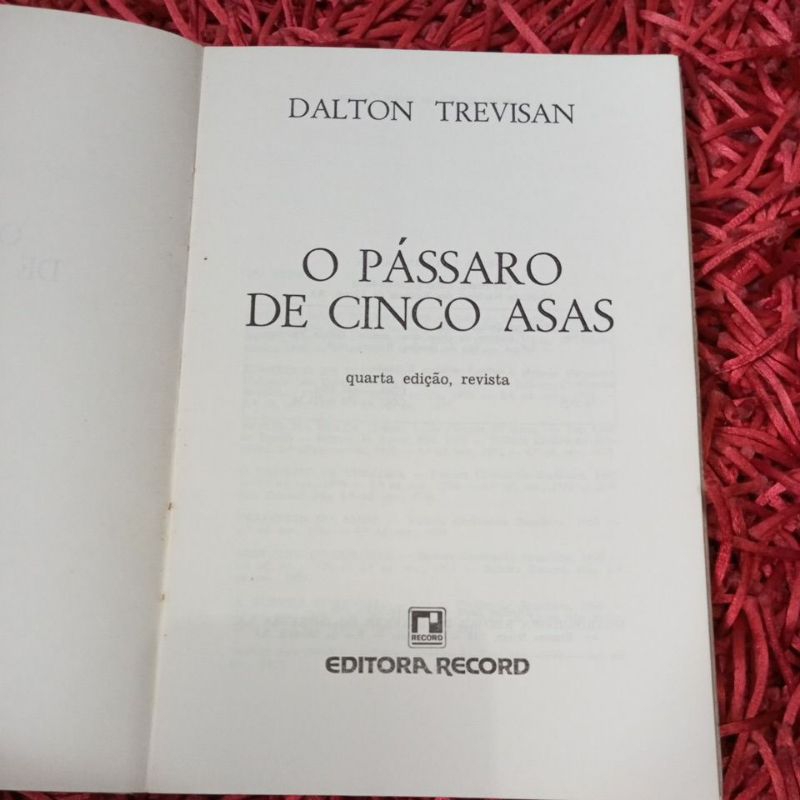 DALTON TREVISAN
O PÁSSARO
DE CINCO ASAS
quarta edição, revista
RECORD
EDITORA RECORD